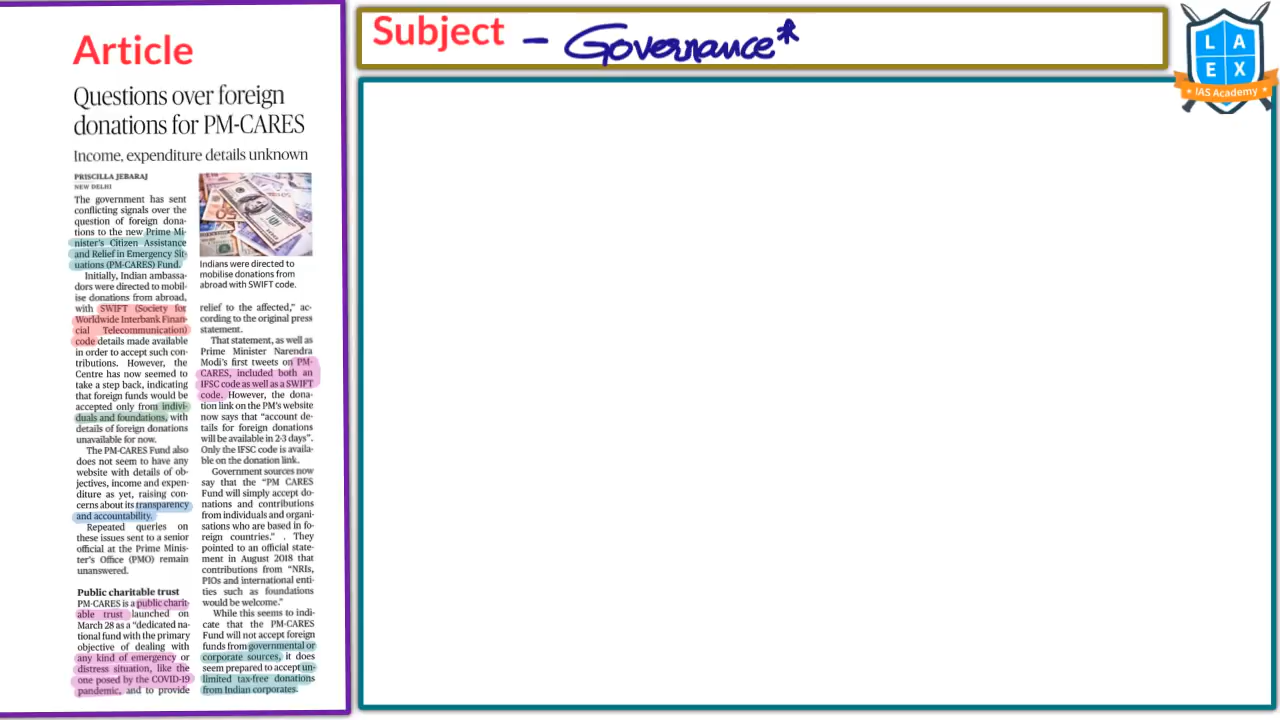 Article
Questions over foreign
donations for PM-CARES
Income, expenditure details unknown
PRISCILLA JEBARAJ
NEW DELHI
The government has sent
conflicting signals over the
question of foreign dona-
tions to the new Prime Mi-
nister's Citizen Assistance
and Relief in Emergency Sit-
uations (PM-CARES) Fund.
Initially, Indian ambassa-
dors were directed to mobil-
ise donations from abroad,
with SWIFT (Society for
Worldwide Interbank Finan-
cial Telecommunication)
code details made available
in order to accept such con-
tributions. However, the
Centre has now seemed to
take a step back, indicating
that foreign funds would be
accepted only from indivi-
duals and foundations, with
details of foreign donations
unavailable for now.
The PM-CARES Fund also
does not seem to have any
website with details of ob-
jectives, income and expen-
diture as yet, raising con-
cerns about its transparency
and accountability.
Repeated queries on
these issues sent to a senior
official at the Prime Minis-
ter's Office (PMO) remain
unanswered.
Public charitable trust
PM-CARES is a public charit-
able trust launched on
March 28 as a "dedicated na-
tional fund with the primary
objective of dealing with
any kind of emergency or
distress situation, like the
one posed by the COVID-19
pandemic, and to provide
Indians were directed to
mobilise donations from
abroad with SWIFT code.
relief to the affected," ac-
cording to the original press
statement.
That statement, as well as
Prime Minister Narendra
Modi's first tweets on PM-
CARES, included both an
IFSC code as well as a SWIFT
code. However, the dona-
tion link on the PM's website
now says that "account de-
tails for foreign donations
will be available in 2-3 days".
Only the IFSC code is availa-
ble on the donation link.
Government sources now
say that the "PM CARES
Fund will simply accept do-
nations and contributions
from individuals and organi-
sations who are based in fo-
reign countries." . They
pointed to an official state-
ment in August 2018 that
contributions from "NRIs,
PIOs and international enti-
ties such as foundations
would be welcome."
While this seems to indi-
cate that the PM-CARES
Fund will not accept foreign
funds from governmental or
corporate sources, it does
seem prepared to accept un-
limited tax-free donations
from Indian corporates.
Subject - Governance*
L A
E X
IAS Academy